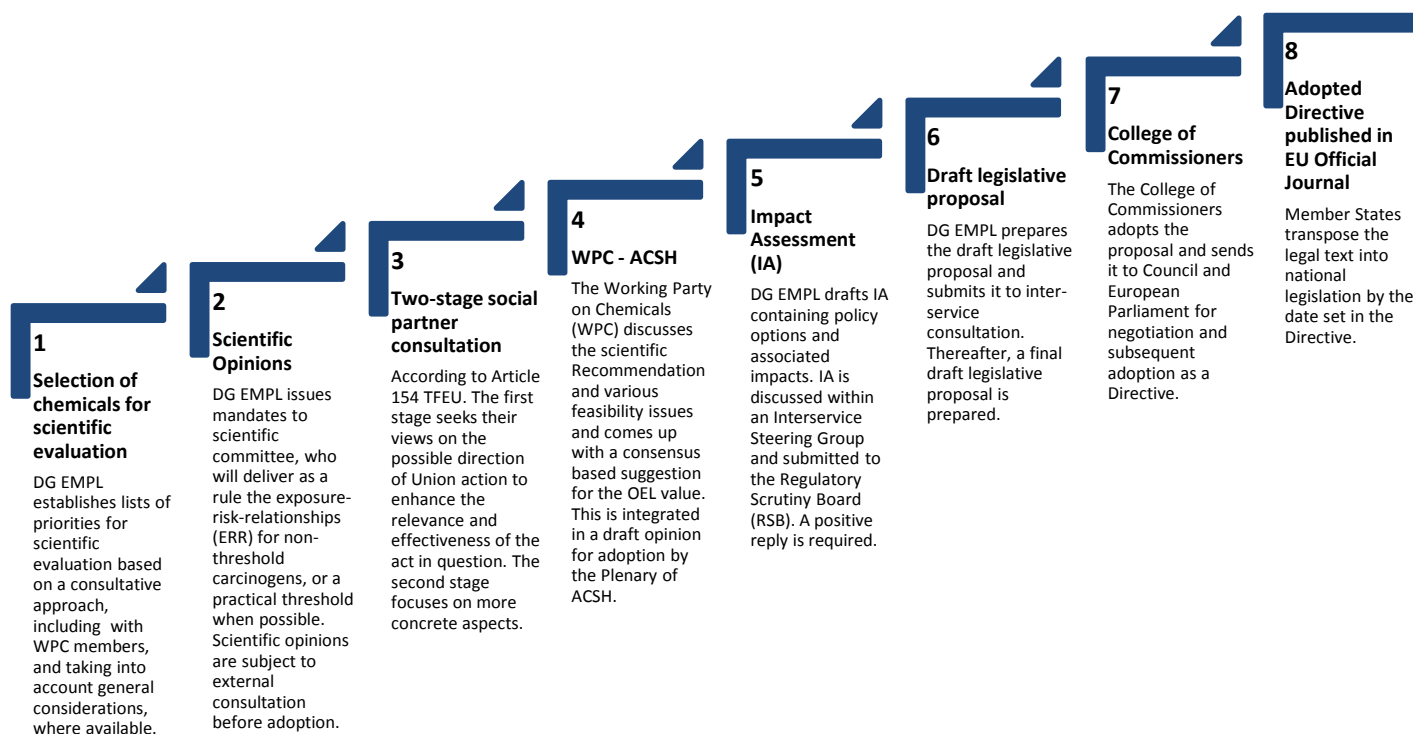 1
Selection of
chemicals for
scientific
evaluation
DG EMPL
establishes lists of
priorities for
scientific
evaluation based
on a consultative
approach,
including with
WPC members,
and taking into
account general
considerations,
where available.
2
Scientific
Opinions
DG EMPL issues
mandates to
scientific
committee, who
will deliver as a
rule the exposure-
risk-relationships
(ERR) for non-
threshold
carcinogens, or a
practical threshold
when possible.
Scientific opinions
are subject to
external
consultation
before adoption.
3
Two-stage social
partner
consultation
According to Article
154 TFEU. The first
stage seeks their
views on the
possible direction
of Union action to
enhance the
relevance and
effectiveness of the
act in question. The
second stage
focuses on more
concrete aspects.
4
WPC - ACSH
The Working Party
on Chemicals
(WPC) discusses
the scientific
Recommendation
and various
feasibility issues
and comes up
with a consensus
based suggestion
for the OEL value.
This is integrated
in a draft opinion
for adoption by
the Plenary of
ACSH.
5
Impact
Assessment
(IA)
DG EMPL drafts IA
containing policy
options and
associated
impacts. IA is
discussed within
an Interservice
Steering Group
and submitted to
the Regulatory
Scrutiny Board
(RSB). A positive
reply is required.
6
Draft legislative
proposal
DG EMPL prepares
the draft legislative
proposal and
submits it to inter-
service
consultation.
Thereafter, a final
draft legislative
proposal is
prepared.
7
College of
Commissioners
The College of
Commissioners
adopts the
proposal and sends
it to Council and
European
Parliament for
negotiation and
subsequent
adoption as a
Directive.
8
Adopted
Directive
published in
EU Official
Journal
Member States
transpose the
legal text into
national
legislation by the
date set in the
Directive.